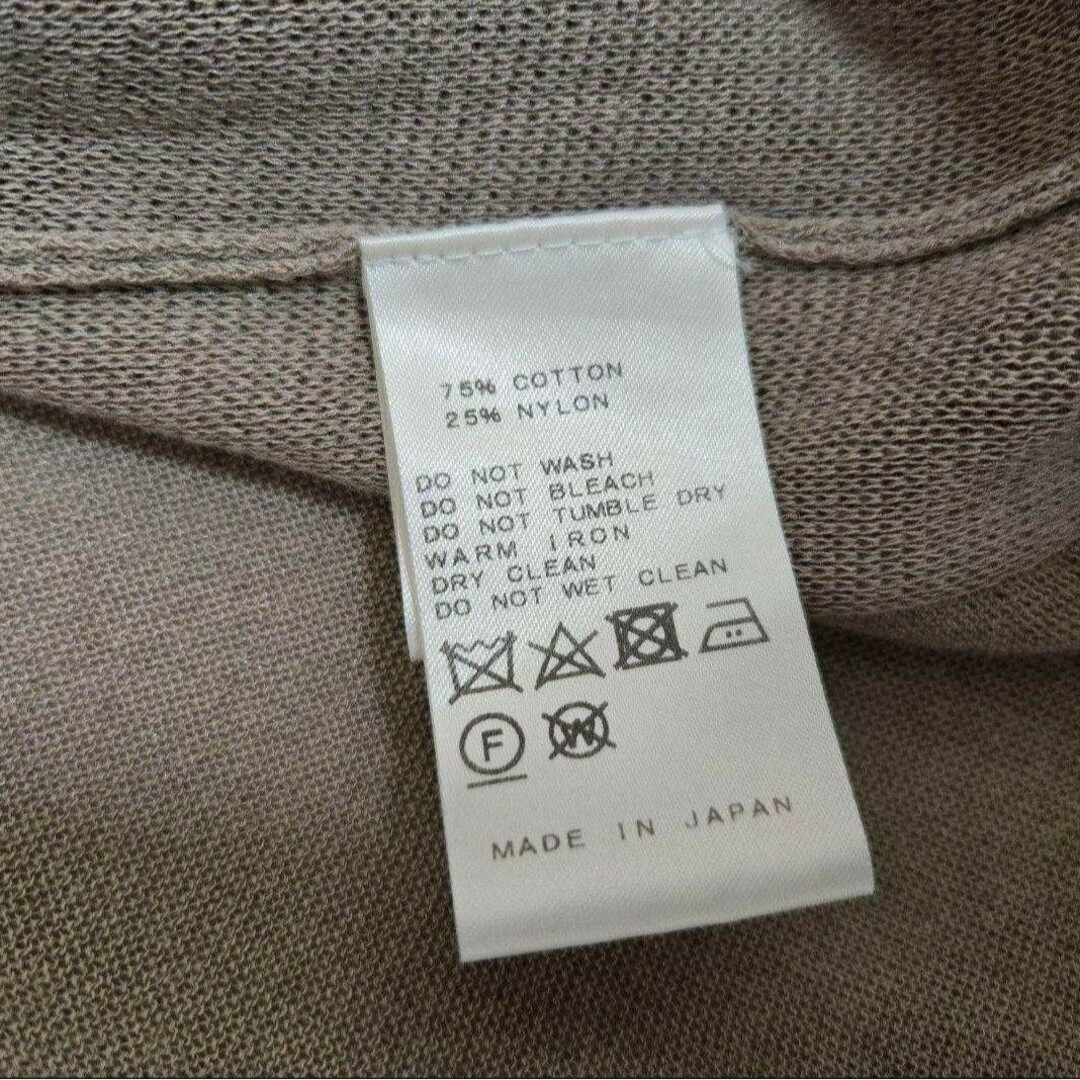 75% COTTON
25% NYLON
DO NOT WASH
DO NOT BLEACH
DO NOT TUMBLE DRY
WARM IRON
DRY CLEAN
DO NOT WET CLEAN
F W
MADE IN JAPAN